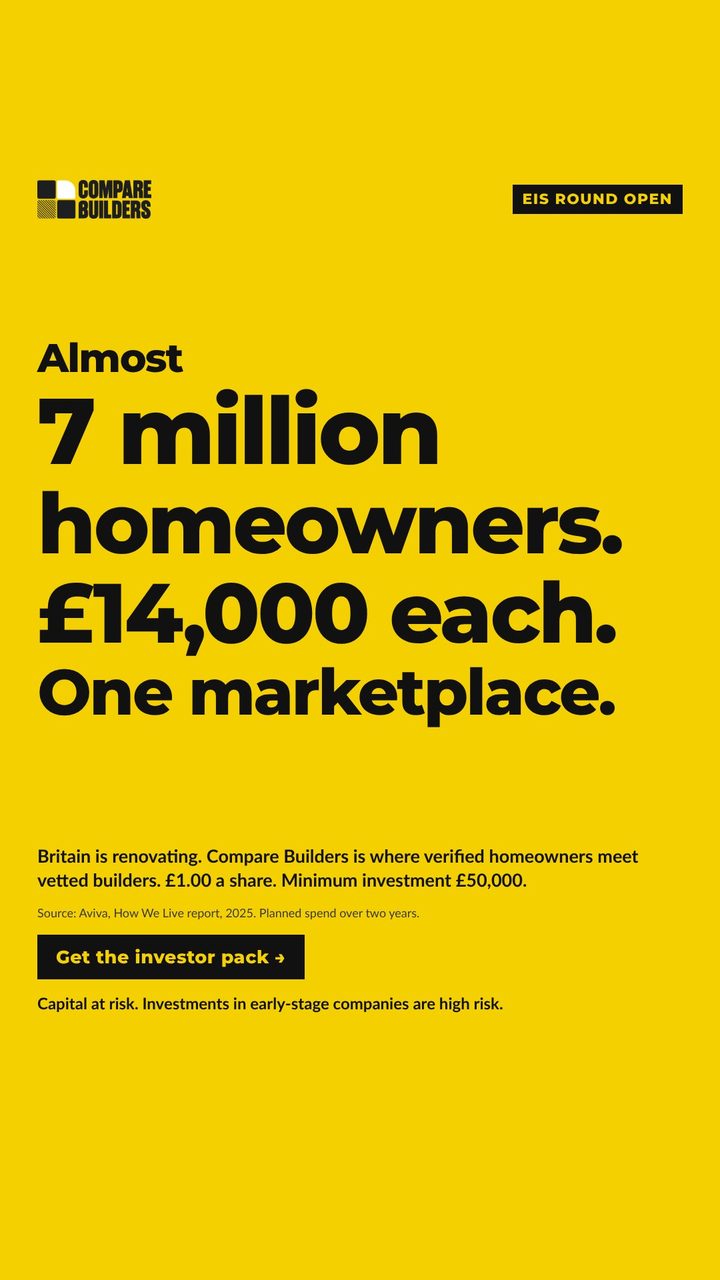 COMPARE
BUILDERS
EIS ROUND OPEN
Almost
7 million
homeowners.
£14,000 each.
One marketplace.
Britain is renovating. Compare Builders is where verified homeowners meet
vetted builders. £1.00 a share. Minimum investment £50,000.
Source: Aviva, How We Live report, 2025. Planned spend over two years.
Get the investor pack →
Capital at risk. Investments in early-stage companies are high risk.